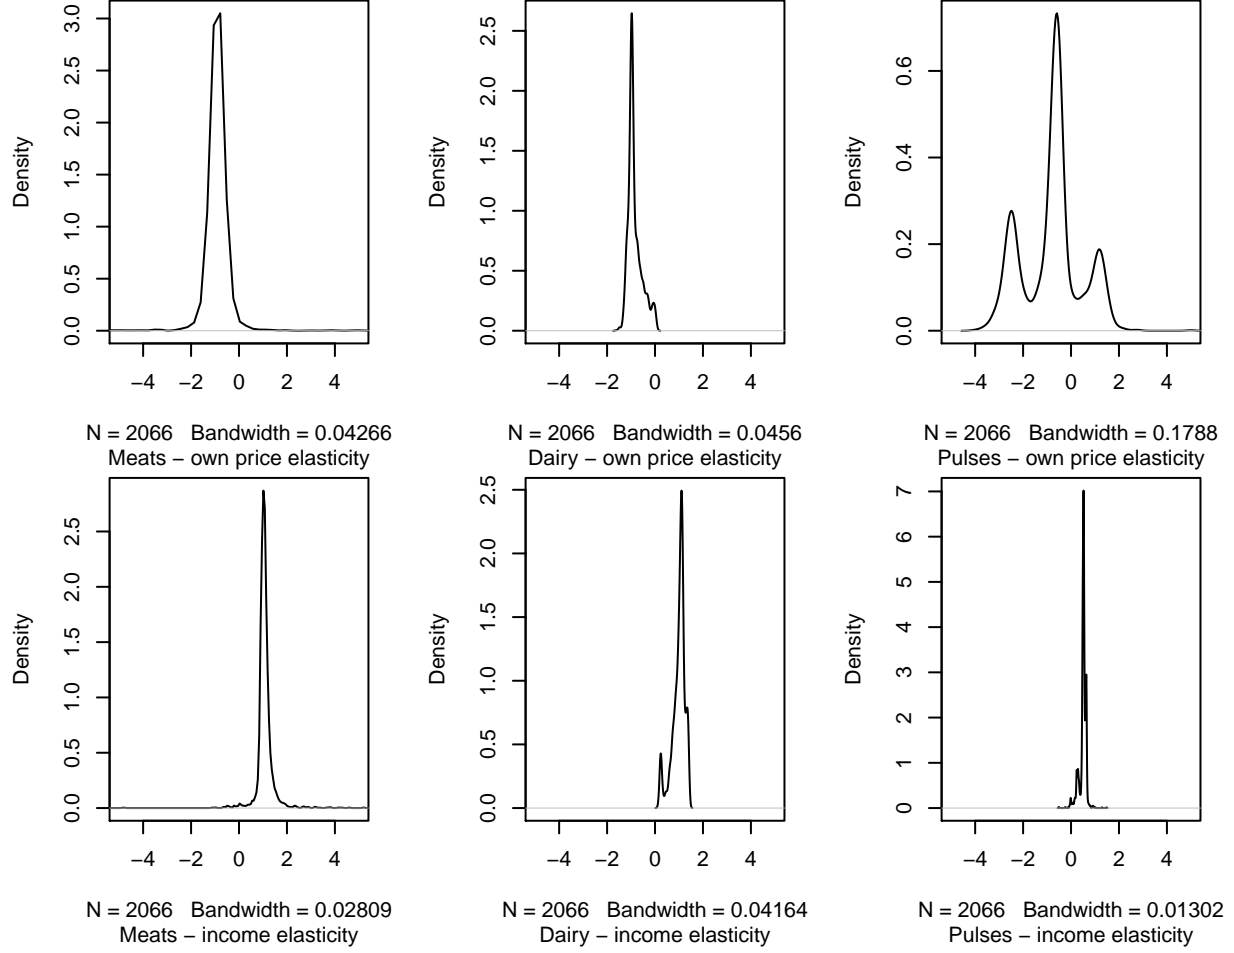 Density
0.0 0.5 1.0 1.5 2.0 2.5 3.0
−4 −2 0 2 4
N = 2066 Bandwidth = 0.04266
Meats − own price elasticity
Density
0.0 0.5 1.0 1.5 2.0 2.5
−4 −2 0 2 4
N = 2066 Bandwidth = 0.0456
Dairy − own price elasticity
Density
0.0 0.2 0.4 0.6
−4 −2 0 2 4
N = 2066 Bandwidth = 0.1788
Pulses − own price elasticity
Density
0.0 0.5 1.0 1.5 2.0 2.5
−4 −2 0 2 4
N = 2066 Bandwidth = 0.02809
Meats − income elasticity
Density
0.0 0.5 1.0 1.5 2.0 2.5
−4 −2 0 2 4
N = 2066 Bandwidth = 0.04164
Dairy − income elasticity
Density
0 1 2 3 4 5 6 7
−4 −2 0 2 4
N = 2066 Bandwidth = 0.01302
Pulses − income elasticity